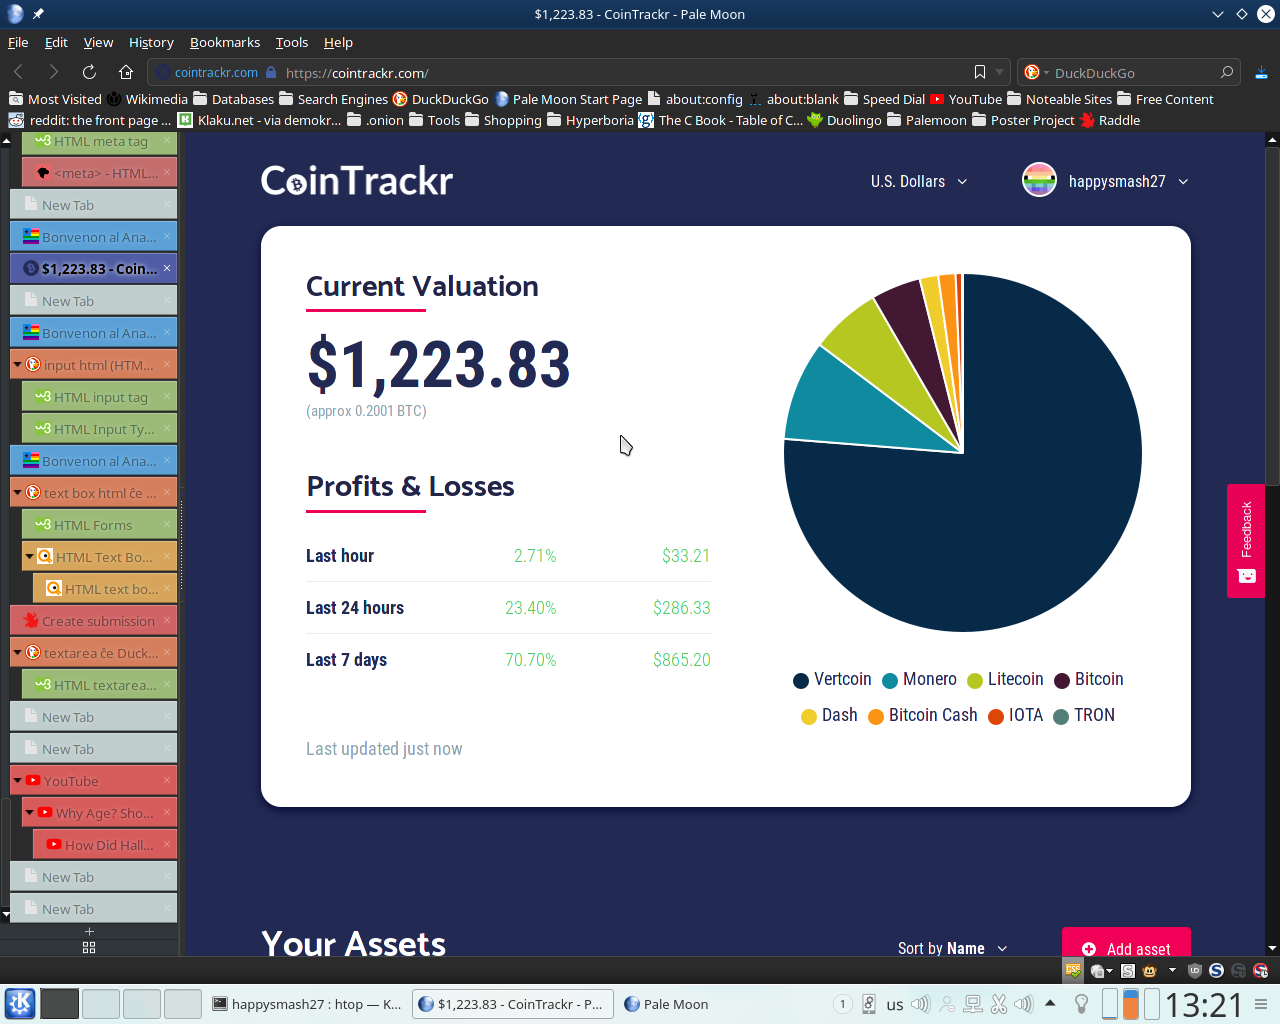 $1,223.83 - CoinTrackr - Pale Moon
File Edit View History Bookmarks Tools Help
cointrackr.com https://cointrackr.com/ DuckDuckGo
Most Visited Wikimedia Databases Search Engines DuckDuckGo Pale Moon Start Page about:config about:blank Speed Dial YouTube Noteable Sites Free Content
reddit: the front page ... Klaku.net - via demokr... .onion Tools Shopping Hyperboria {g} The C Book - Table of C... Duolingo Palemoon Poster Project Raddle
HTML meta tag
<meta> - HTML...
New Tab
Bonvenon al Ana...
$1,223.83 - Coin...
New Tab
Bonvenon al Ana...
input html (HTM...
HTML input tag
HTML Input Ty...
Bonvenon al Ana...
text box html ĉe ...
HTML Forms
HTML Text Bo...
HTML text bo...
Create submission
textarea ĉe Duck...
HTML textarea...
New Tab
New Tab
YouTube
Why Age? Sho...
How Did Hall...
New Tab
New Tab
CoinTrackr
U.S. Dollars
happysmash27
Current Valuation
$1,223.83
(approx 0.2001 BTC)
Profits & Losses
Last hour 2.71% $33.21
Last 24 hours 23.40% $286.33
Last 7 days 70.70% $865.20
Last updated just now
Vertcoin Monero Litecoin Bitcoin
Dash Bitcoin Cash IOTA TRON
Feedback
Your Assets
Sort by Name
Add asset
happysmash27 : htop — K...
$1,223.83 - CoinTrackr - P...
Pale Moon
1
us
13:21